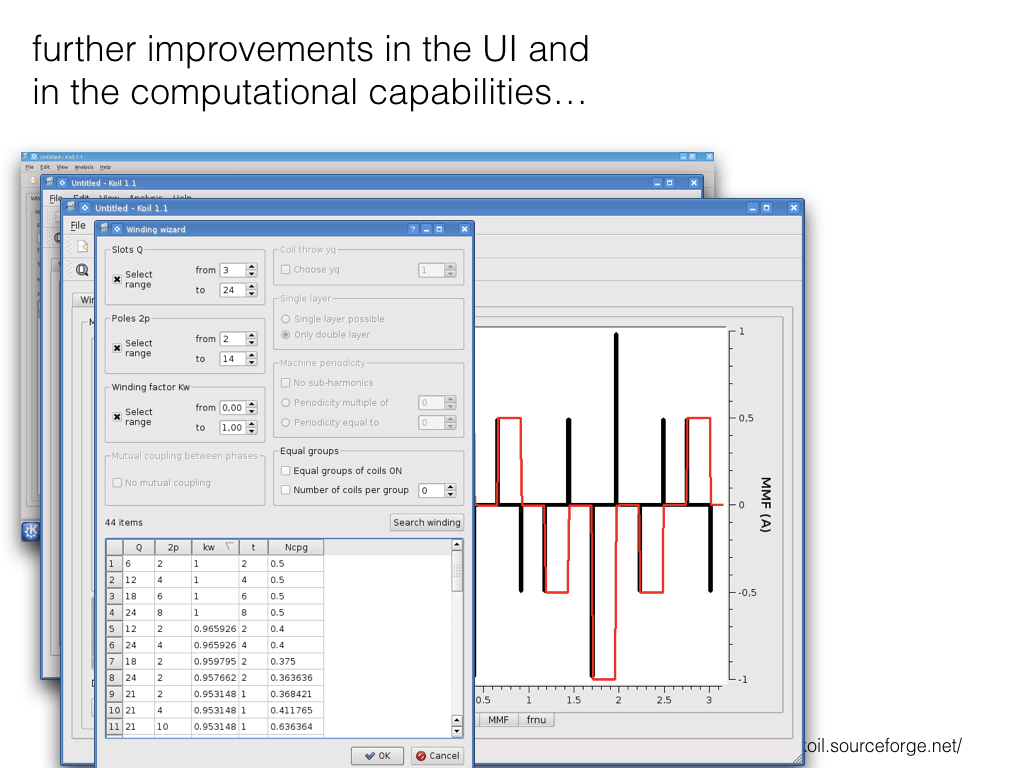 further improvements in the UI and
in the computational capabilities...
Untitled - Koil 1.1
File Edit View Analysis Help
Untitled - Koil 1.1
File Edit View Analysis Help
Untitled - Koil 1.1
File
Winding wizard
Slots Q
Select range
from 3
to 24
Poles 2p
Select range
from 2
to 14
Winding factor Kw
Select range
from 0,00
to 1,00
Mutual coupling between phases
No mutual coupling
Coil throw yq
Choose yq 1
Single layer
Single layer possible
Only double layer
Machine periodicity
No sub-harmonics
Periodicity multiple of 0
Periodicity equal to 0
Equal groups
Equal groups of coils ON
Number of coils per group 0
44 items
Search winding
Q 2p kw t Ncpg
1 6 2 1 2 0.5
2 12 4 1 4 0.5
3 18 6 1 6 0.5
4 24 8 1 8 0.5
5 12 2 0.965926 2 0.4
6 24 4 0.965926 4 0.4
7 18 2 0.959795 2 0.375
8 24 2 0.957662 2 0.363636
9 21 2 0.953148 1 0.368421
10 21 4 0.953148 1 0.411765
11 21 10 0.953148 1 0.636364
OK Cancel
1
0,5
0
-0,5
-1
MMF (A)
0.5 1 1.5 2 2.5 3
MMF frnu
koil.sourceforge.net/